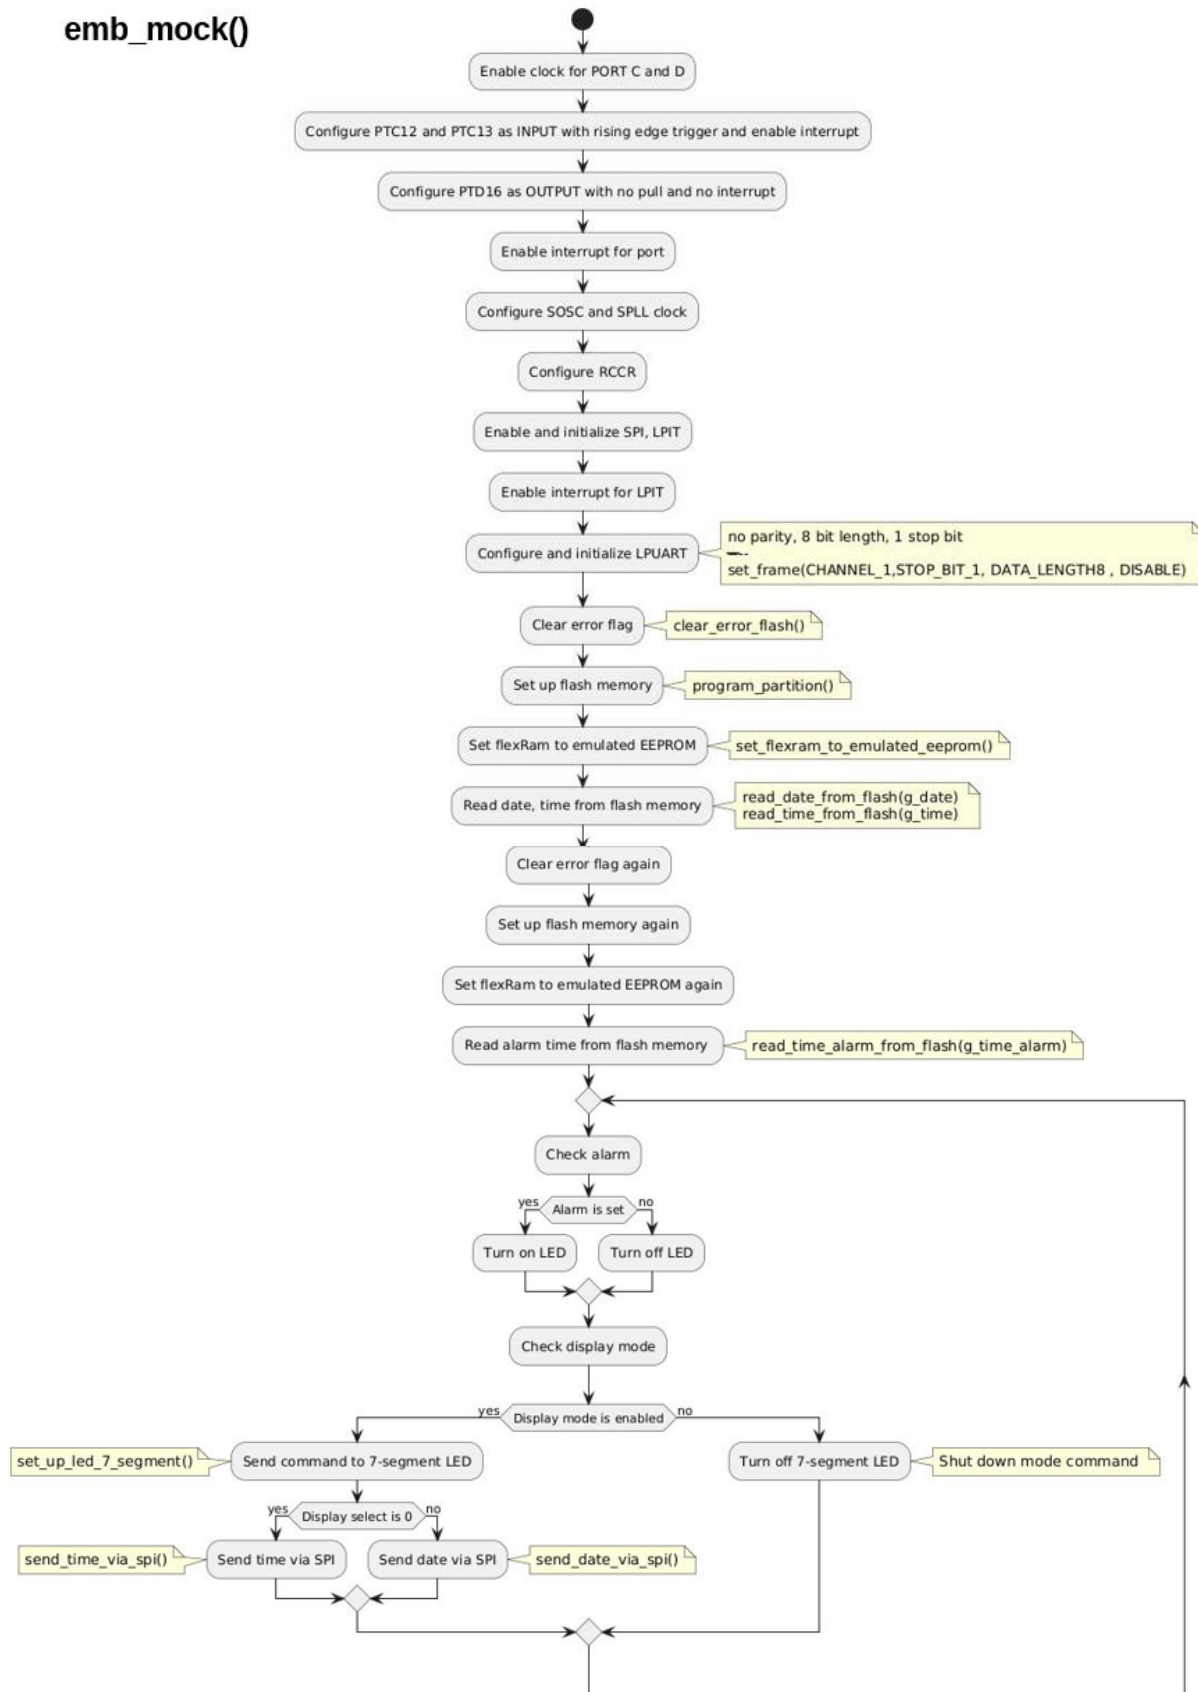 emb_mock()
Enable clock for PORT C and D
Configure PTC12 and PTC13 as INPUT with rising edge trigger and enable interrupt
Configure PTD16 as OUTPUT with no pull and no interrupt
Enable interrupt for port
Configure SOSC and SPLL clock
Configure RCCR
Enable and initialize SPI, LPIT
Enable interrupt for LPIT
Configure and initialize LPUART
no parity, 8 bit length, 1 stop bit
set_frame(CHANNEL_1,STOP_BIT_1, DATA_LENGTH8 , DISABLE)
Clear error flag
clear_error_flash()
Set up flash memory
program_partition()
Set flexRam to emulated EEPROM
set_flexram_to_emulated_eeprom()
Read date, time from flash memory
read_date_from_flash(g_date)
read_time_from_flash(g_time)
Clear error flag again
Set up flash memory again
Set flexRam to emulated EEPROM again
Read alarm time from flash memory
read_time_alarm_from_flash(g_time_alarm)
Check alarm
yes
Alarm is set
no
Turn on LED
Turn off LED
Check display mode
yes
Display mode is enabled
no
set_up_led_7_segment()
Send command to 7-segment LED
Turn off 7-segment LED
Shut down mode command
yes
Display select is 0
no
send_time_via_spi()
Send time via SPI
Send date via SPI
send_date_via_spi()